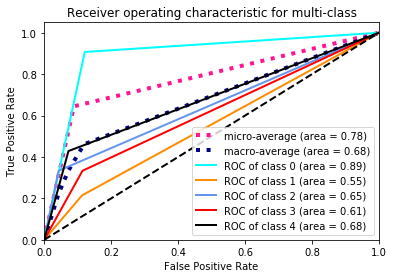 Receiver operating characteristic for multi-class
1.0
0.8
0.6
0.4
0.2
0.0
True Positive Rate
micro-average (area = 0.78)
macro-average (area = 0.68)
ROC of class 0 (area = 0.89)
ROC of class 1 (area = 0.55)
ROC of class 2 (area = 0.65)
ROC of class 3 (area = 0.61)
ROC of class 4 (area = 0.68)
0.0 0.2 0.4 0.6 0.8 1.0
False Positive Rate